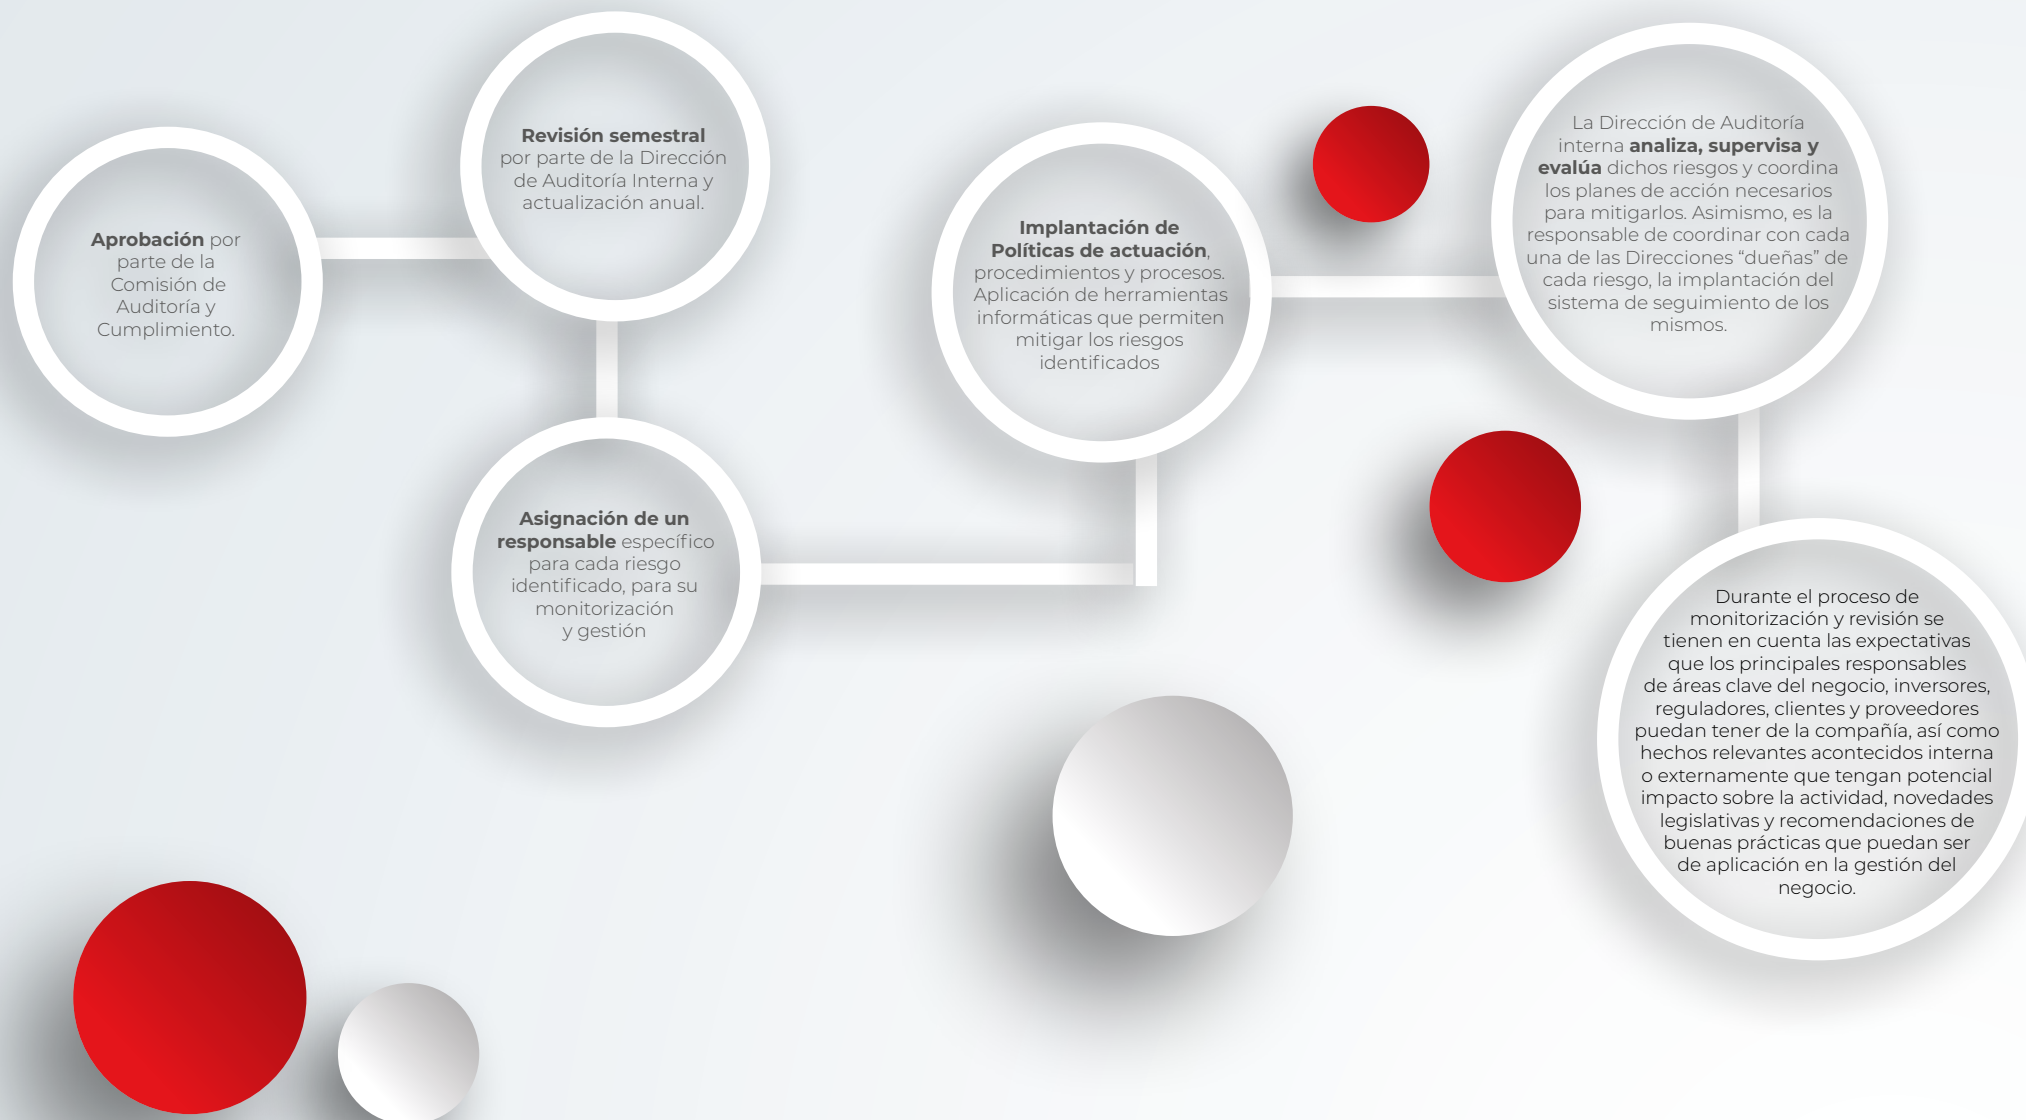 Aprobación por
parte de la
Comisión de
Auditoría y
Cumplimiento.
Revisión semestral
por parte de la Dirección
de Auditoría Interna y
actualización anual.
Asignación de un
responsable específico
para cada riesgo
identificado, para su
monitorización
y gestión
Implantación de
Políticas de actuación,
procedimientos y procesos.
Aplicación de herramientas
informáticas que permiten
mitigar los riesgos
identificados
La Dirección de Auditoría
interna analiza, supervisa y
evalúa dichos riesgos y coordina
los planes de acción necesarios
para mitigarlos. Asimismo, es la
responsable de coordinar con cada
una de las Direcciones “dueñas” de
cada riesgo, la implantación del
sistema de seguimiento de los
mismos.
Durante el proceso de
monitorización y revisión se
tienen en cuenta las expectativas
que los principales responsables
de áreas clave del negocio, inversores,
reguladores, clientes y proveedores
puedan tener de la compañía, así como
hechos relevantes acontecidos interna
o externamente que tengan potencial
impacto sobre la actividad, novedades
legislativas y recomendaciones de
buenas prácticas que puedan ser
de aplicación en la gestión del
negocio.